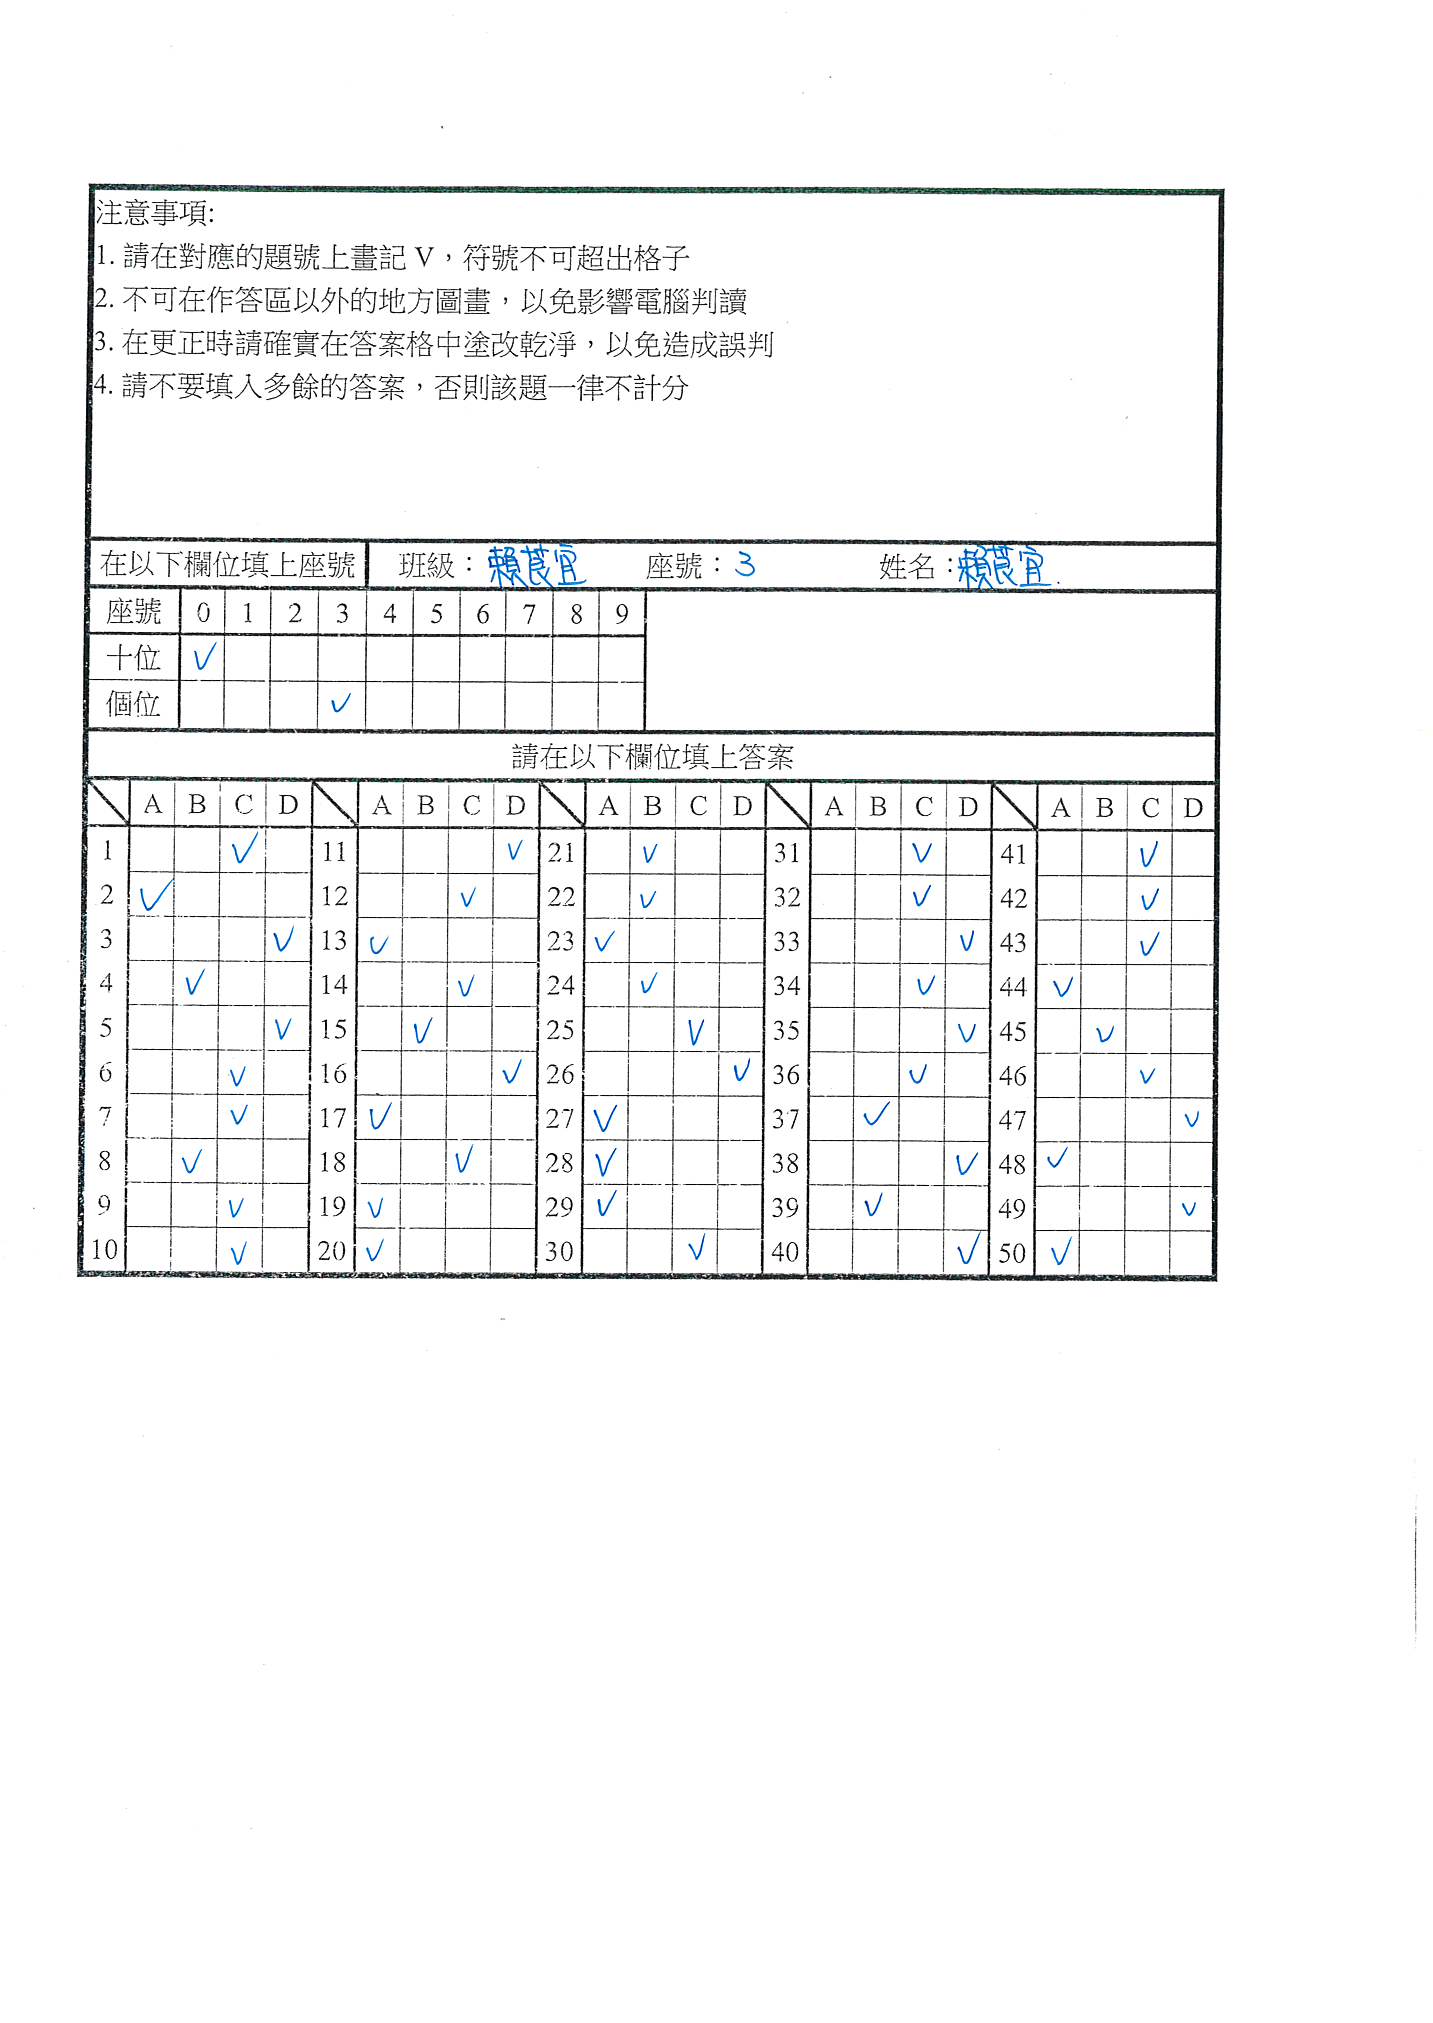 注意事項:
1. 請在對應的題號上畫記 V，符號不可超出格子
2. 不可在作答區以外的地方圖畫，以免影響電腦判讀
3. 在更正時請確實在答案格中塗改乾淨，以免造成誤判
4. 請不要填入多餘的答案，否則該題一律不計分
在以下欄位填上座號 班級：賴莨宜 座號：3 姓名：賴莨宜
座號 0 1 2 3 4 5 6 7 8 9
十位 V
個位 V
請在以下欄位填上答案
A B C D A B C D A B C D A B C D A B C D
1 V 11 V 21 V 31 V 41 V
2 V 12 V 22 V 32 V 42 V
3 V 13 V 23 V 33 V 43 V
4 V 14 V 24 V 34 V 44 V
5 V 15 V 25 V 35 V 45 V
6 V 16 V 26 V 36 V 46 V
7 V 17 V 27 V 37 V 47 V
8 V 18 V 28 V 38 V 48 V
9 V 19 V 29 V 39 V 49 V
10 V 20 V 30 V 40 V 50 V